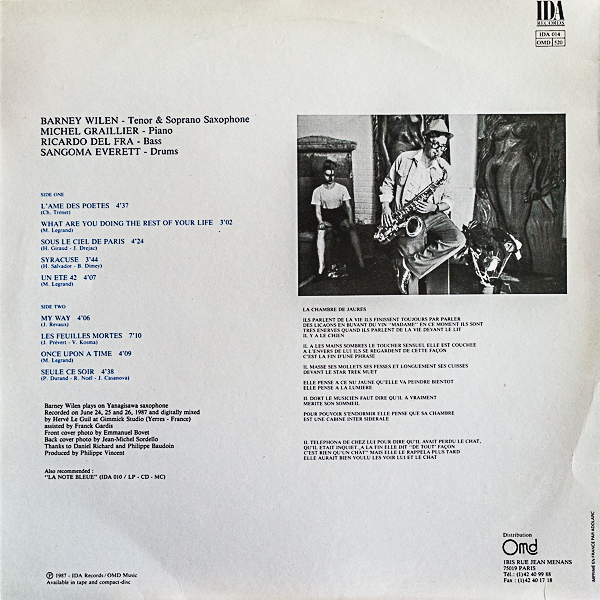 IDA
RECORDS
IDA 014
OMD 520
BARNEY WILEN - Tenor & Soprano Saxophone
MICHEL GRAILLIER - Piano
RICARDO DEL FRA - Bass
SANGOMA EVERETT - Drums
SIDE ONE
L'AME DES POETES 4'37
(Ch. Trénet)
WHAT ARE YOU DOING THE REST OF YOUR LIFE 3'02
(M. Legrand)
SOUS LE CIEL DE PARIS 4'24
(H. Giraud - J. Drejac)
SYRACUSE 3'44
(H. Salvador - B. Dimey)
UN ETE 42 4'07
(M. Legrand)
SIDE TWO
MY WAY 4'06
(J. Revaux)
LES FEUILLES MORTES 7'10
(J. Prévert - V. Kosma)
ONCE UPON A TIME 4'09
(M. Legrand)
SEULE CE SOIR 4'38
(P. Durand - R. Noël - J. Casanova)
Barney Wilen plays on Yanagisawa saxophone
Recorded on June 24, 25 and 26, 1987 and digitally mixed
by Hervé Le Guil at Gimmick Studio (Yerres - France)
assisted by Franck Gardis
Front cover photo by Emmanuel Bovet
Back cover photo by Jean-Michel Sordello
Thanks to Daniel Richard and Philippe Baudoin
Produced by Philippe Vincent
Also recommended :
"LA NOTE BLEUE" (IDA 010 / LP - CD - MC)
℗ 1987 - IDA Records / OMD Music
Available in tape and compact-disc
LA CHAMBRE DE JAURES
ILS PARLENT DE LA VIE ILS FINISSENT TOUJOURS PAR PARLER
DES LICAONS EN BUVANT DU VIN "MADAME" EN CE MOMENT ILS SONT
TRES ENERVES QUAND ILS PARLENT DE LA VIE DEVANT LE LIT
IL Y A LE CHIEN
IL A LES MAINS SOMBRES LE TOUCHER SENSUEL ELLE EST COUCHEE
A L'ENVERS DE LUI ILS SE REGARDENT DE CETTE FAÇON
C'EST LA FIN D'UNE PHRASE
IL MASSE SES MOLLETS SES FESSES ET LONGUEMENT SES CUISSES
DEVANT LE STAR TREK MUET
ELLE PENSE A CE NU JAUNE QU'ELLE VA PEINDRE BIENTOT
ELLE PENSE A LA LUMIERE
IL DORT LE MUSICIEN FAUT DIRE QU'IL A VRAIMENT
MERITE SON SOMMEIL
POUR POUVOIR S'ENDORMIR ELLE PENSE QUE SA CHAMBRE
EST UNE CABINE INTER SIDERALE
IL TELEPHONA DE CHEZ LUI POUR DIRE QU'IL AVAIT PERDU LE CHAT,
QU'IL ETAIT INQUIET ,A LA FIN ELLE DIT "DE TOUT' FAÇON
C'EST RIEN QU'UN CHAT" MAIS ELLE LE RAPPELA PLUS TARD
ELLE AURAIT BIEN VOULU LES VOIR LUI ET LE CHAT
Distribution
Omd
1BIS RUE JEAN MENANS
75019 PARIS
Tél.: (1)42 40 99 88
Fax : (1)42 40 17 18
IMPRIMÉ EN FRANCE PAR ADOLARC